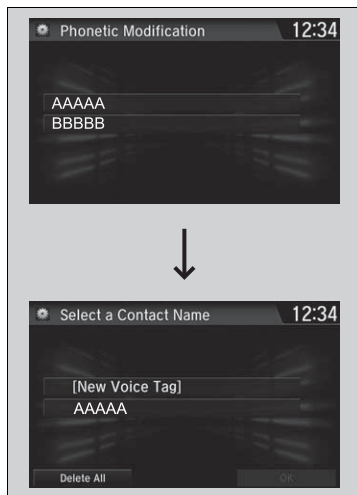 Phonetic Modification 12:34
AAAAA
BBBBB
Select a Contact Name 12:34
[New Voice Tag]
AAAAA
Delete All OK